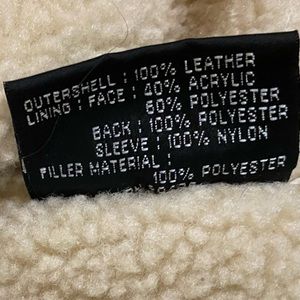 OUTERSHELL : 100% LEATHER
LINING : FACE : 40% ACRYLIC
60% POLYESTER
BACK : 100% POLYESTER
SLEEVE : 100% NYLON
FILLER MATERIAL :
100% POLYESTER